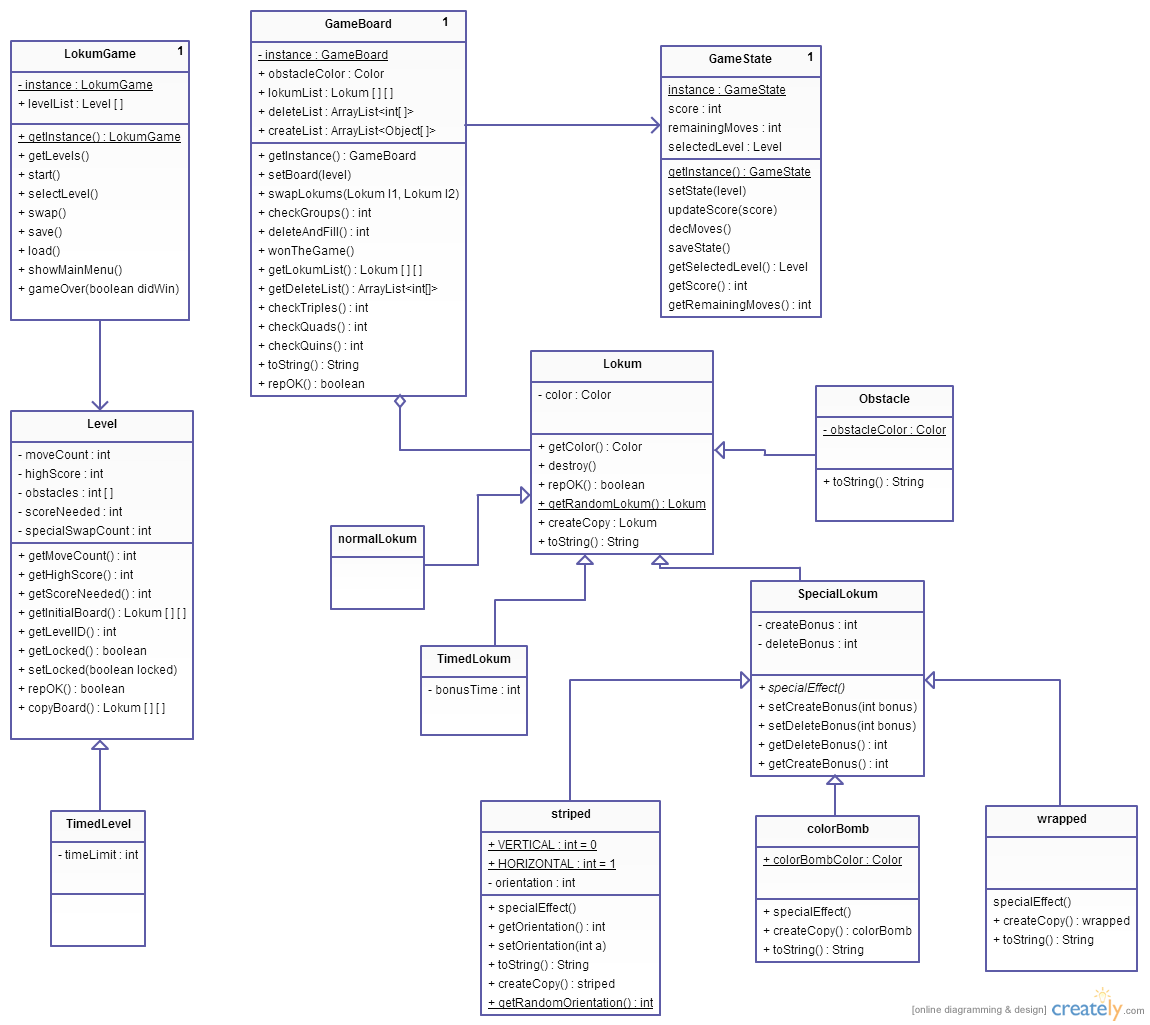 LokumGame 1
- instance : LokumGame
+ levelList : Level [ ]
+ getInstance() : LokumGame
+ getLevels()
+ start()
+ selectLevel()
+ swap()
+ save()
+ load()
+ showMainMenu()
+ gameOver(boolean didWin)
GameBoard 1
- instance : GameBoard
+ obstacleColor : Color
+ lokumList : Lokum [ ] [ ]
+ deleteList : ArrayList<int[ ]>
+ createList : ArrayList<Object[ ]>
+ getInstance() : GameBoard
+ setBoard(level)
+ swapLokums(Lokum l1, Lokum l2)
+ checkGroups() : int
+ deleteAndFill() : int
+ wonTheGame()
+ getLokumList() : Lokum [ ] [ ]
+ getDeleteList() : ArrayList<int[]>
+ checkTriples() : int
+ checkQuads() : int
+ checkQuins() : int
+ toString() : String
+ repOK() : boolean
GameState 1
instance : GameState
score : int
remainingMoves : int
selectedLevel : Level
getInstance() : GameState
setState(level)
updateScore(score)
decMoves()
saveState()
getSelectedLevel() : Level
getScore() : int
getRemainingMoves() : int
Level
- moveCount : int
- highScore : int
- obstacles : int [ ]
- scoreNeeded : int
- specialSwapCount : int
+ getMoveCount() : int
+ getHighScore() : int
+ getScoreNeeded() : int
+ getInitialBoard() : Lokum [ ] [ ]
+ getLevelID() : int
+ getLocked() : boolean
+ setLocked(boolean locked)
+ repOK() : boolean
+ copyBoard() : Lokum [ ] [ ]
Lokum
- color : Color
+ getColor() : Color
+ destroy()
+ repOK() : boolean
+ getRandomLokum() : Lokum
+ createCopy : Lokum
+ toString() : String
Obstacle
- obstacleColor : Color
+ toString() : String
normalLokum
TimedLokum
- bonusTime : int
SpecialLokum
- createBonus : int
- deleteBonus : int
+ specialEffect()
+ setCreateBonus(int bonus)
+ setDeleteBonus(int bonus)
+ getDeleteBonus() : int
+ getCreateBonus() : int
TimedLevel
- timeLimit : int
striped
+ VERTICAL : int = 0
+ HORIZONTAL : int = 1
- orientation : int
+ specialEffect()
+ getOrientation() : int
+ setOrientation(int a)
+ toString() : String
+ createCopy() : striped
+ getRandomOrientation() : int
colorBomb
+ colorBombColor : Color
+ specialEffect()
+ createCopy() : colorBomb
+ toString() : String
wrapped
specialEffect()
+ createCopy() : wrapped
+ toString() : String
[online diagramming & design] creately.com